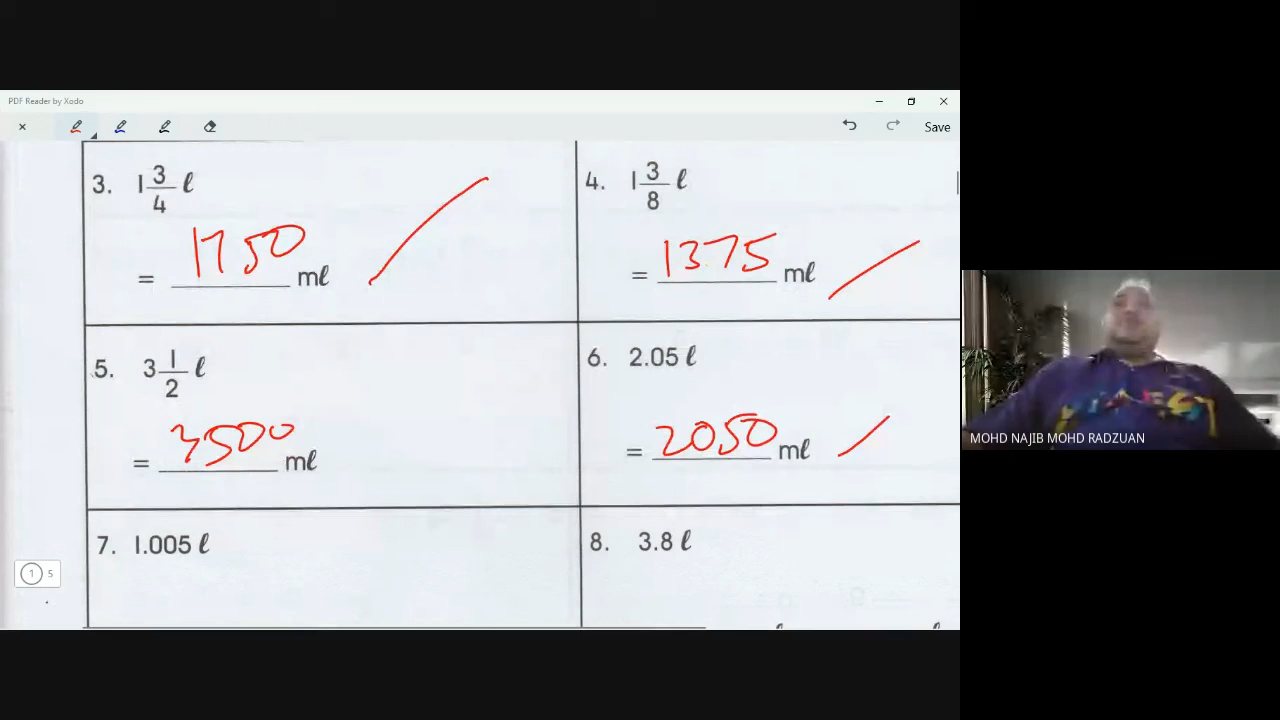 PDF Reader by Xodo
Save
3. 1 3/4 ℓ
= 1750 mℓ
4. 1 3/8 ℓ
= 1375 mℓ
5. 3 1/2 ℓ
= 3500 mℓ
6. 2.05 ℓ
= 2050 mℓ
7. 1.005 ℓ
8. 3.8 ℓ
1 5
MOHD NAJIB MOHD RADZUAN